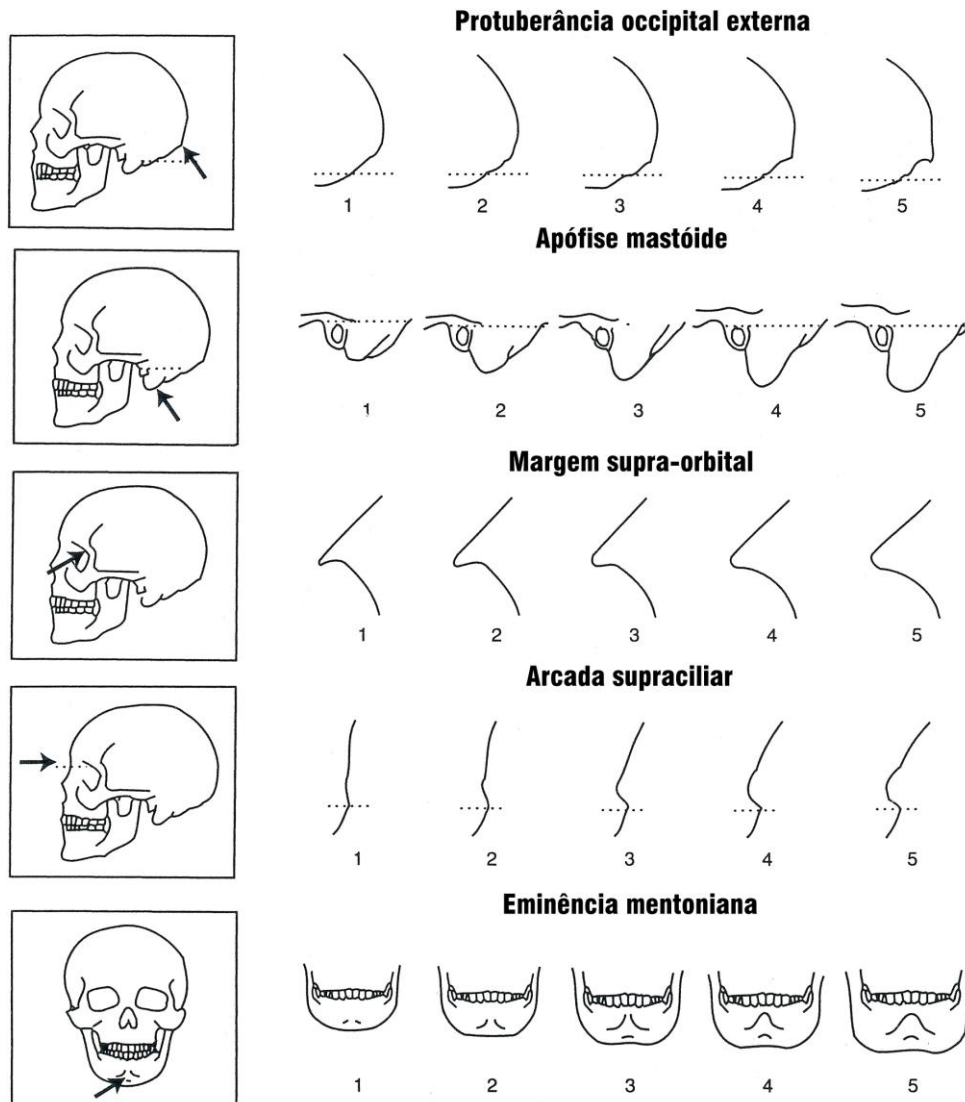 Protuberância occipital externa
1 2 3 4 5
Apófise mastóide
1 2 3 4 5
Margem supra-orbital
1 2 3 4 5
Arcada supraciliar
1 2 3 4 5
Eminência mentoniana
1 2 3 4 5